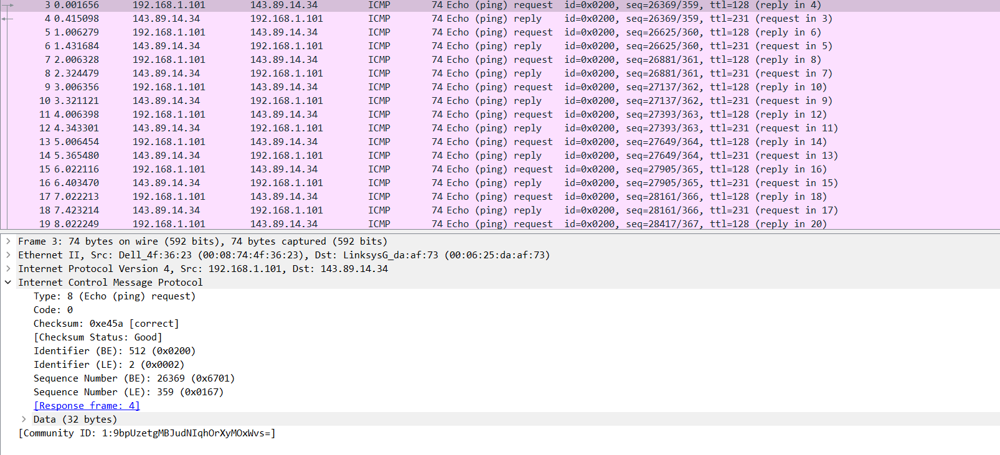 3 0.001656 192.168.1.101 143.89.14.34 ICMP 74 Echo (ping) request id=0x0200, seq=26369/359, ttl=128 (reply in 4)
4 0.415098 143.89.14.34 192.168.1.101 ICMP 74 Echo (ping) reply id=0x0200, seq=26369/359, ttl=231 (request in 3)
5 1.006279 192.168.1.101 143.89.14.34 ICMP 74 Echo (ping) request id=0x0200, seq=26625/360, ttl=128 (reply in 6)
6 1.431684 143.89.14.34 192.168.1.101 ICMP 74 Echo (ping) reply id=0x0200, seq=26625/360, ttl=231 (request in 5)
7 2.006328 192.168.1.101 143.89.14.34 ICMP 74 Echo (ping) request id=0x0200, seq=26881/361, ttl=128 (reply in 8)
8 2.324479 143.89.14.34 192.168.1.101 ICMP 74 Echo (ping) reply id=0x0200, seq=26881/361, ttl=231 (request in 7)
9 3.006356 192.168.1.101 143.89.14.34 ICMP 74 Echo (ping) request id=0x0200, seq=27137/362, ttl=128 (reply in 10)
10 3.321121 143.89.14.34 192.168.1.101 ICMP 74 Echo (ping) reply id=0x0200, seq=27137/362, ttl=231 (request in 9)
11 4.006398 192.168.1.101 143.89.14.34 ICMP 74 Echo (ping) request id=0x0200, seq=27393/363, ttl=128 (reply in 12)
12 4.343301 143.89.14.34 192.168.1.101 ICMP 74 Echo (ping) reply id=0x0200, seq=27393/363, ttl=231 (request in 11)
13 5.006454 192.168.1.101 143.89.14.34 ICMP 74 Echo (ping) request id=0x0200, seq=27649/364, ttl=128 (reply in 14)
14 5.365480 143.89.14.34 192.168.1.101 ICMP 74 Echo (ping) reply id=0x0200, seq=27649/364, ttl=231 (request in 13)
15 6.022116 192.168.1.101 143.89.14.34 ICMP 74 Echo (ping) request id=0x0200, seq=27905/365, ttl=128 (reply in 16)
16 6.403470 143.89.14.34 192.168.1.101 ICMP 74 Echo (ping) reply id=0x0200, seq=27905/365, ttl=231 (request in 15)
17 7.022213 192.168.1.101 143.89.14.34 ICMP 74 Echo (ping) request id=0x0200, seq=28161/366, ttl=128 (reply in 18)
18 7.423214 143.89.14.34 192.168.1.101 ICMP 74 Echo (ping) reply id=0x0200, seq=28161/366, ttl=231 (request in 17)
19 8.022249 192.168.1.101 143.89.14.34 ICMP 74 Echo (ping) request id=0x0200, seq=28417/367, ttl=128 (reply in 20)
Frame 3: 74 bytes on wire (592 bits), 74 bytes captured (592 bits)
Ethernet II, Src: Dell_4f:36:23 (00:08:74:4f:36:23), Dst: LinksysG_da:af:73 (00:06:25:da:af:73)
Internet Protocol Version 4, Src: 192.168.1.101, Dst: 143.89.14.34
Internet Control Message Protocol
Type: 8 (Echo (ping) request)
Code: 0
Checksum: 0xe45a [correct]
[Checksum Status: Good]
Identifier (BE): 512 (0x0200)
Identifier (LE): 2 (0x0002)
Sequence Number (BE): 26369 (0x6701)
Sequence Number (LE): 359 (0x0167)
[Response frame: 4]
Data (32 bytes)
[Community ID: 1:9bpUzetgMBJudNIqhOrXyMOxWvs=]